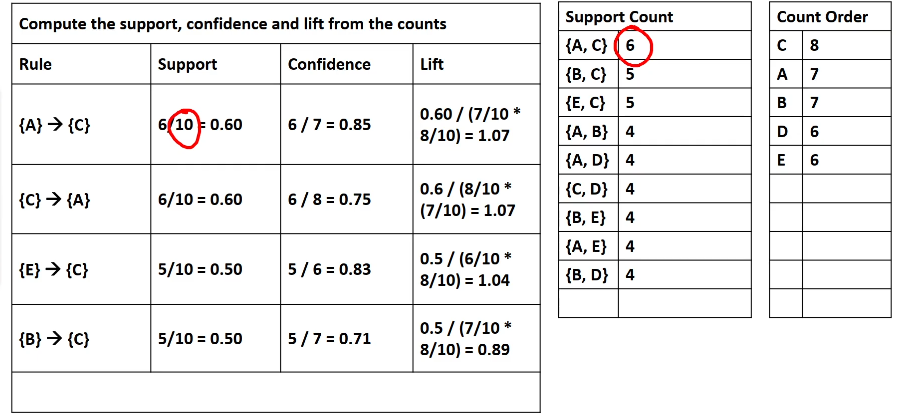 Compute the support, confidence and lift from the counts
Rule Support Confidence Lift
{A} → {C} 6/10 = 0.60 6 / 7 = 0.85 0.60 / (7/10 *
8/10) = 1.07
{C} → {A} 6/10 = 0.60 6 / 8 = 0.75 0.6 / (8/10 *
(7/10) = 1.07
{E} → {C} 5/10 = 0.50 5 / 6 = 0.83 0.5 / (6/10 *
8/10) = 1.04
{B} → {C} 5/10 = 0.50 5 / 7 = 0.71 0.5 / (7/10 *
8/10) = 0.89
Support Count
{A, C} 6
{B, C} 5
{E, C} 5
{A, B} 4
{A, D} 4
{C, D} 4
{B, E} 4
{A, E} 4
{B, D} 4
Count Order
C 8
A 7
B 7
D 6
E 6